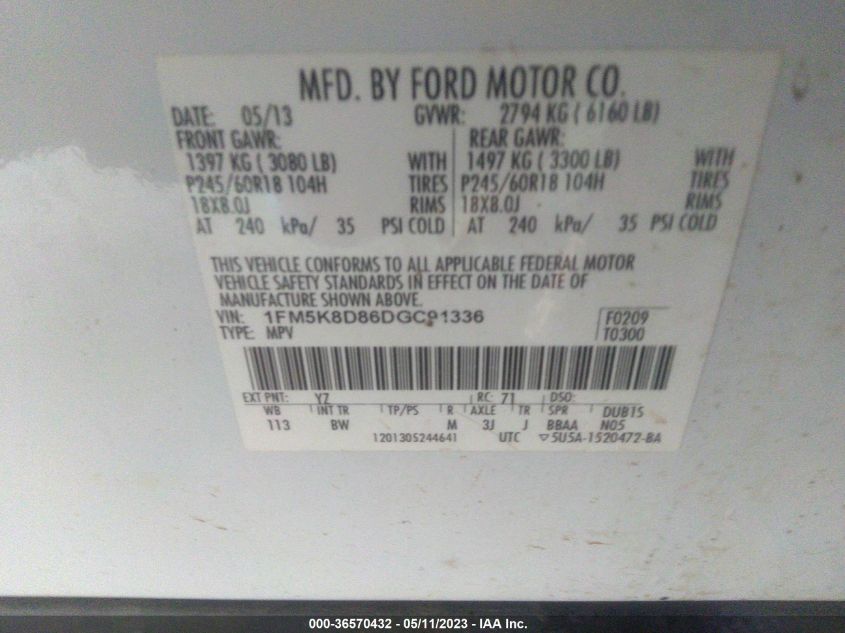 MFD. BY FORD MOTOR CO.
DATE: 05/13 GVWR: 2794 KG ( 6160 LB)
FRONT GAWR: REAR GAWR:
1397 KG ( 3080 LB) WITH 1497 KG ( 3300 LB) WITH
P245/60R18 104H TIRES P245/60R18 104H TIRES
18X8.0J RIMS 18X8.0J RIMS
AT 240 kPa/ 35 PSI COLD AT 240 kPa/ 35 PSI COLD
THIS VEHICLE CONFORMS TO ALL APPLICABLE FEDERAL MOTOR
VEHICLE SAFETY STANDARDS IN EFFECT ON THE DATE OF
MANUFACTURE SHOWN ABOVE.
VIN: 1FM5K8D86DGC91336 F0209
TYPE: MPV T0300
EXT PNT: YZ RC: 71 DSO:
WB INT TR TP/PS R AXLE TR SPR DUB15
113 BW M 3J J BBAA N05
1201305244641 UTC ▽5U5A-1520472-BA
000-36570432 - 05/11/2023 - IAA Inc.